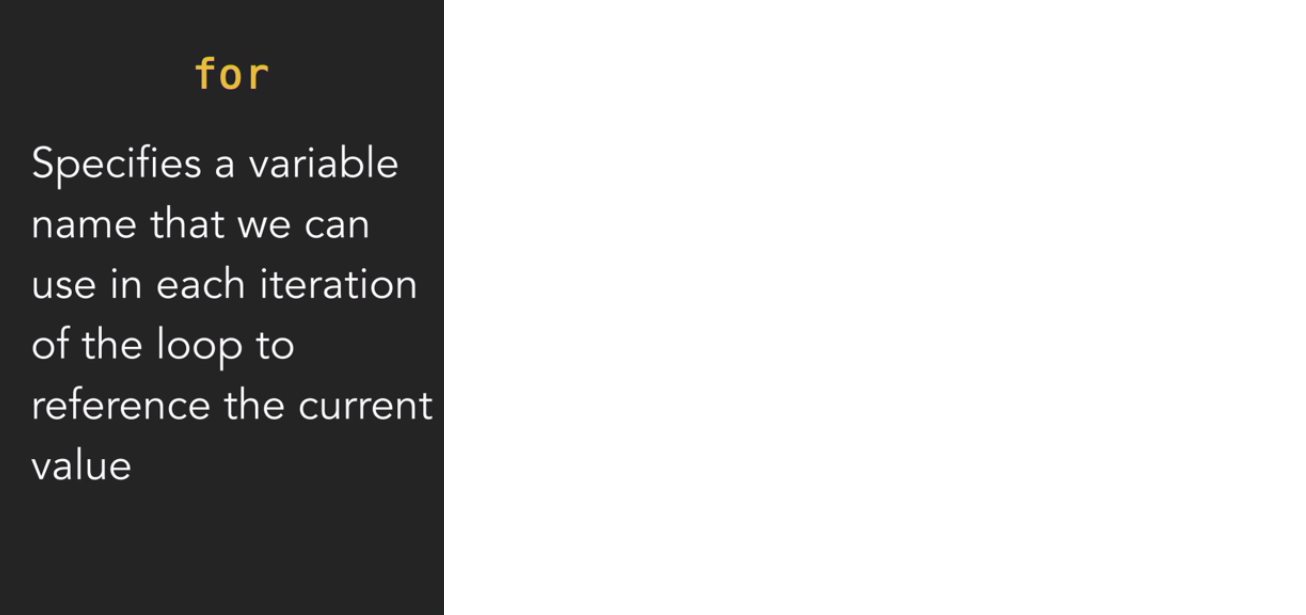 for
Specifies a variable
name that we can
use in each iteration
of the loop to
reference the current
value